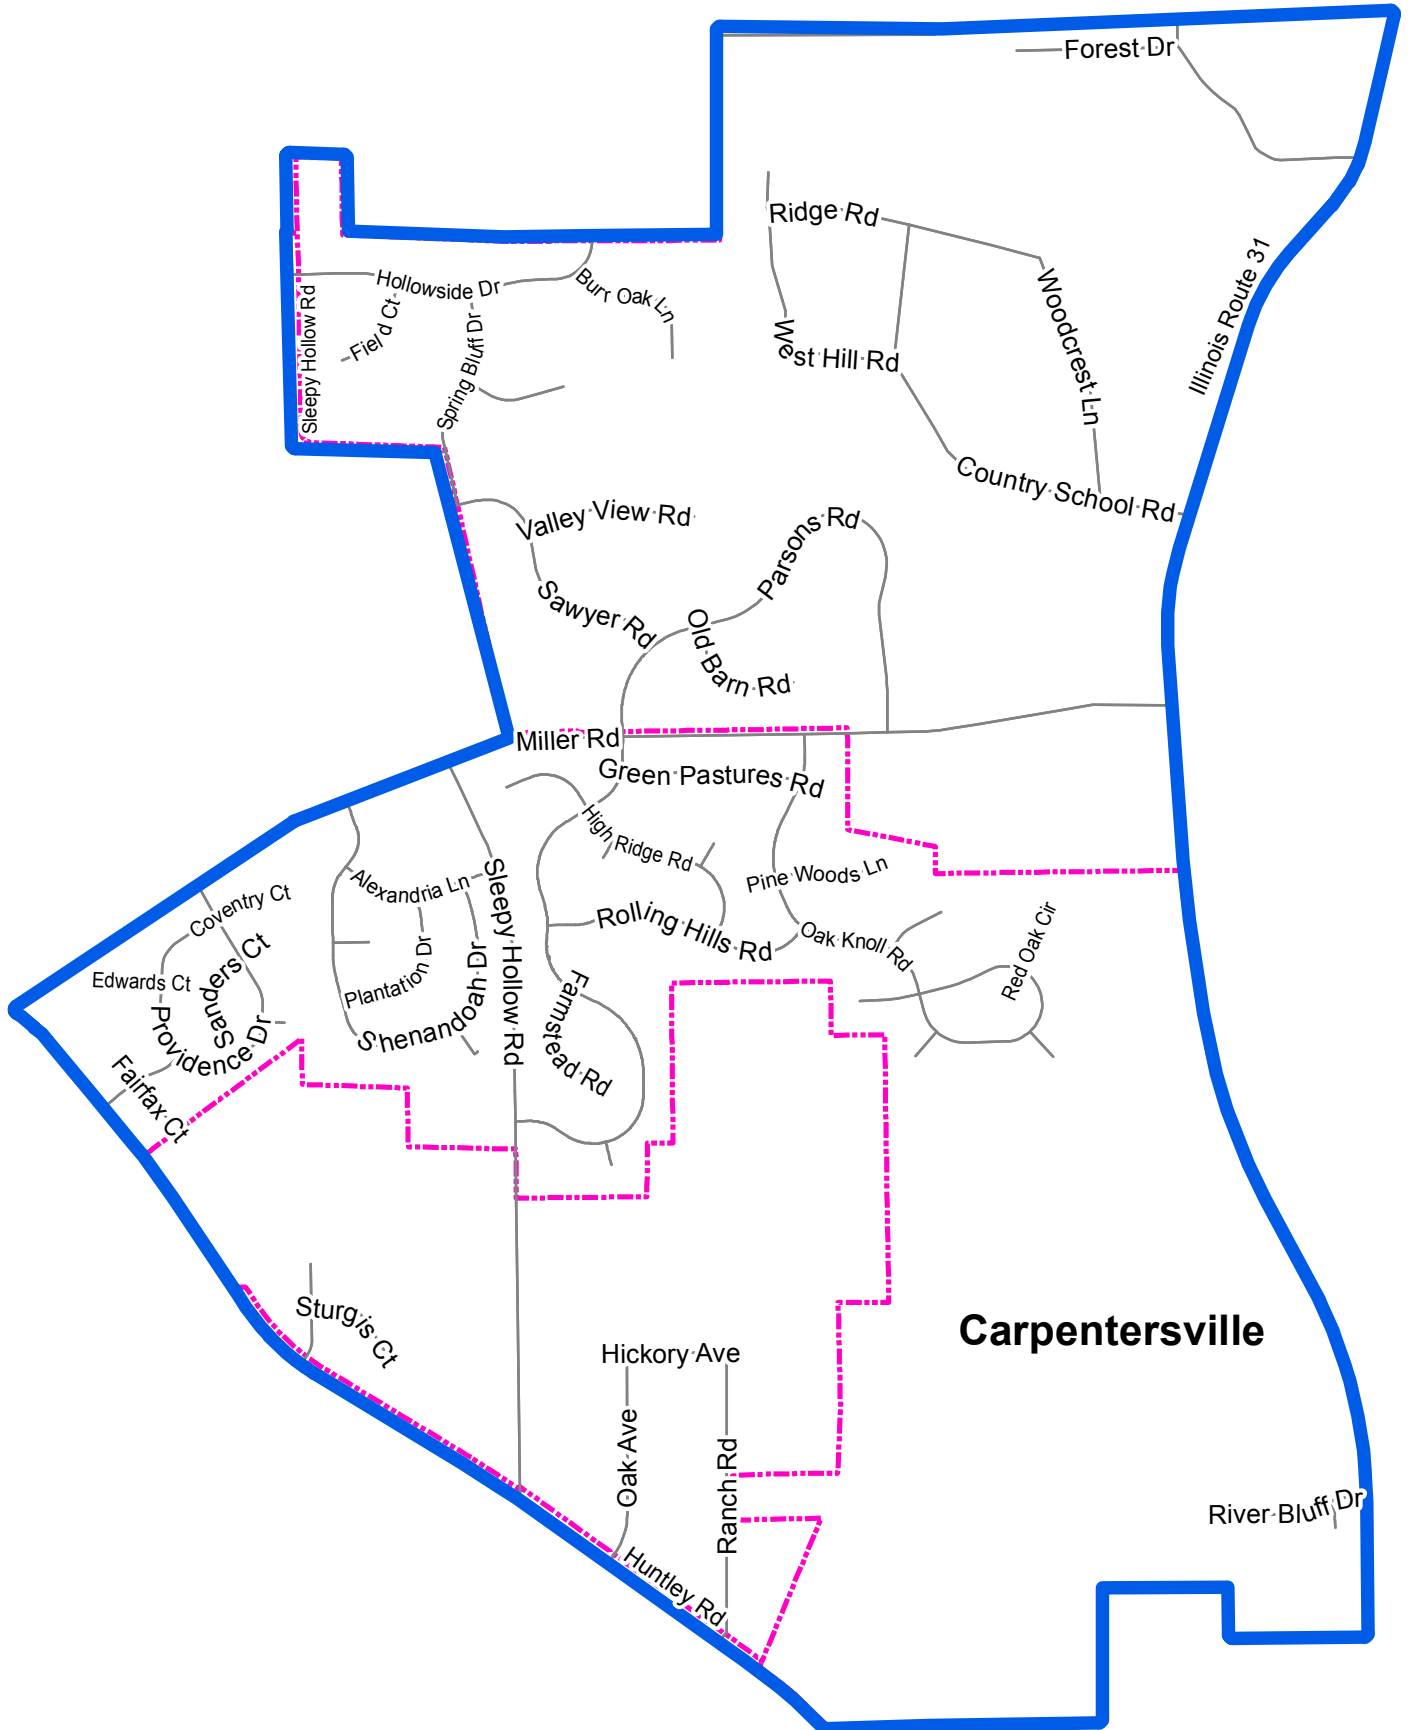 Forest Dr
Ridge Rd
Illinois Route 31
Hollowside Dr
Burr Oak Ln
Woodcrest Ln
Sleepy Hollow Rd
Field Ct
Spring Bluff Dr
West Hill Rd
Country School Rd
Valley View Rd
Parsons Rd
Sawyer Rd
Old Barn Rd
Miller Rd
Green Pastures Rd
High Ridge Rd
Alexandria Ln
Sleepy Hollow Rd
Pine Woods Ln
Coventry Ct
Rolling Hills Rd
Oak Knoll Rd
Red Oak Cir
Edwards Ct
Sanders Ct
Plantation Dr
Shenandoah Dr
Providence Dr
Farmstead Rd
Fairfax Ct
Sturgis Ct
Carpentersville
Hickory Ave
Oak Ave
Ranch Rd
River Bluff Dr
Huntley Rd